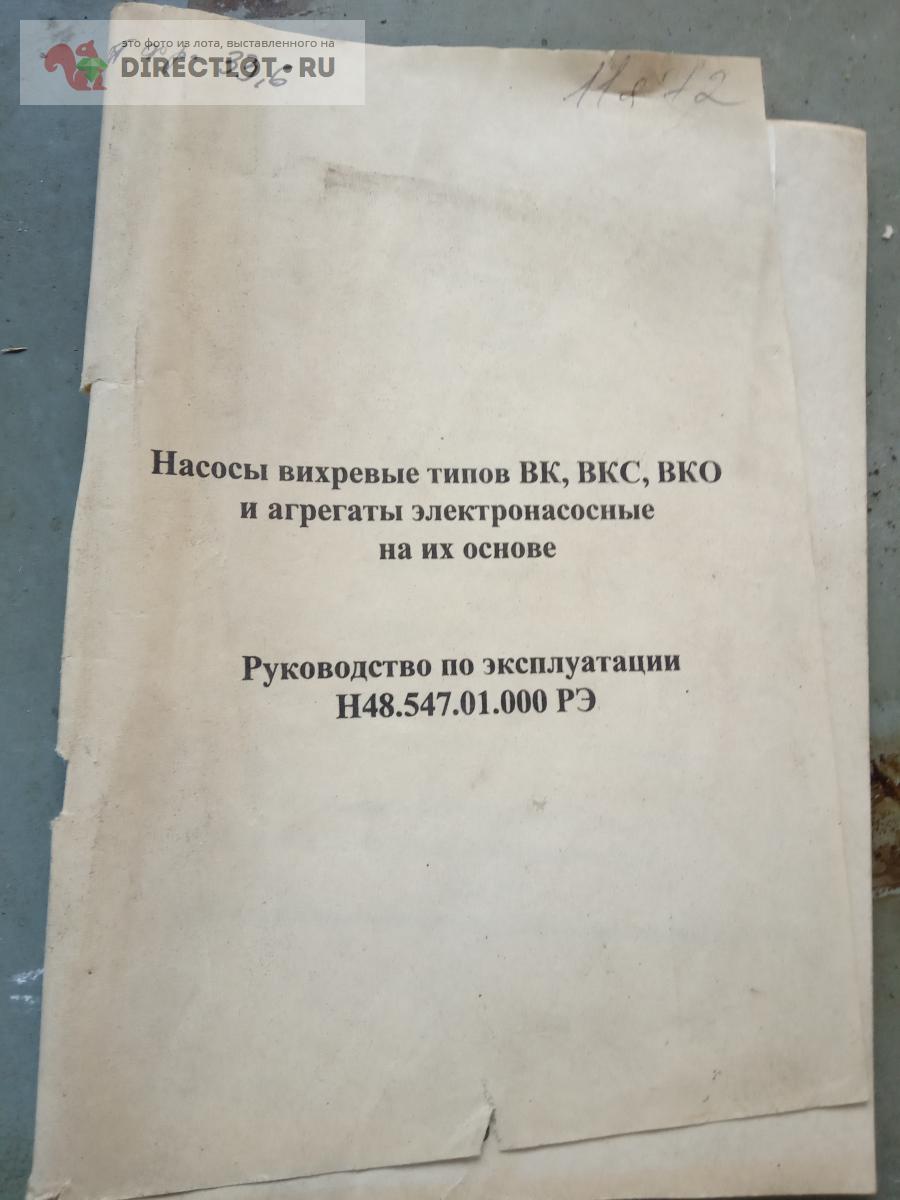 это фото из лота, выставленного на
DIRECTLOT.RU
Насосы вихревые типов ВК, ВКС, ВКО
и агрегаты электронасосные
на их основе
Руководство по эксплуатации
Н48.547.01.000 РЭ